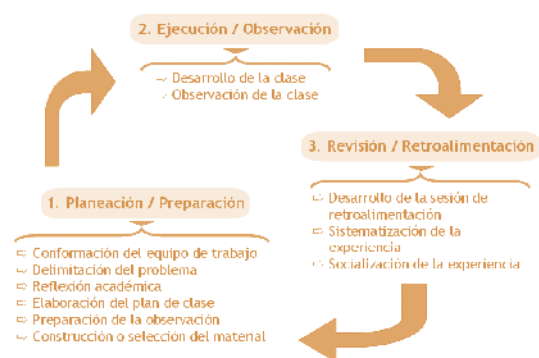 2. Ejecución / Observación
Desarrollo de la clase
Observación de la clase
3. Revisión / Retroalimentación
Desarrollo de la sesión de
retroalimentación
Sistematización de la
experiencia
Socialización de la experiencia
1. Planeación / Preparación
Conformación del equipo de trabajo
Delimitación del problema
Reflexión académica
Elaboración del plan de clase
Preparación de la observación
Construcción o selección del material